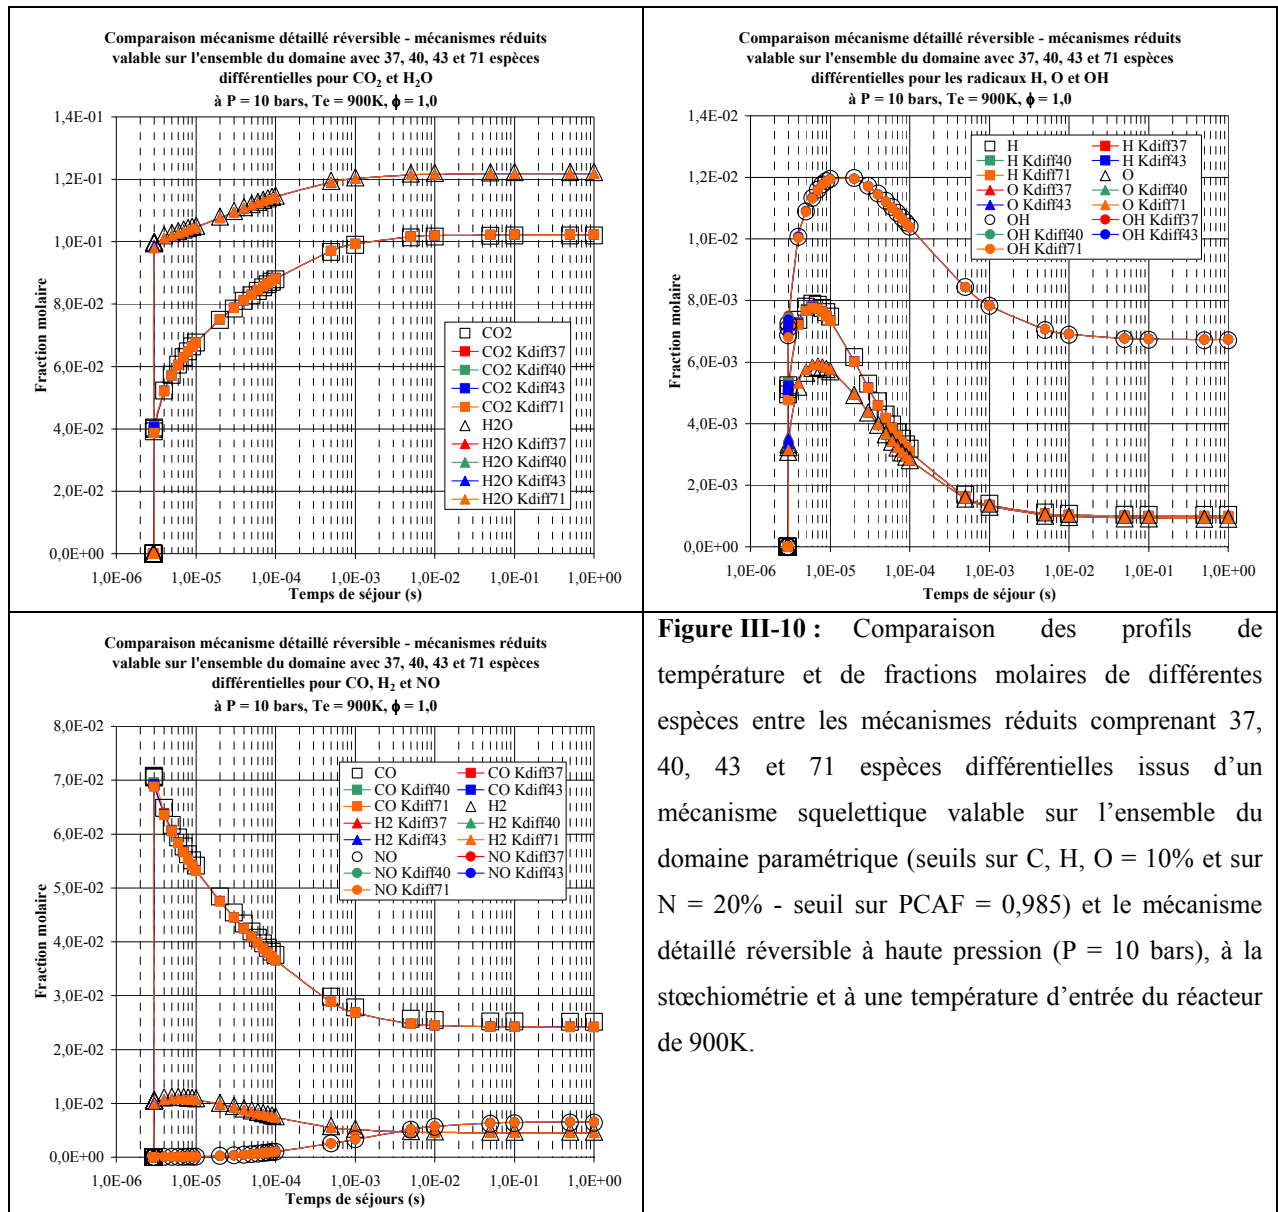 Comparaison mécanisme détaillé réversible - mécanismes réduits
valable sur l'ensemble du domaine avec 37, 40, 43 et 71 espèces
différentielles pour CO₂ et H₂O
à P = 10 bars, Te = 900K, ϕ = 1,0
1,4E-01
1,2E-01
1,0E-01
8,0E-02
6,0E-02
4,0E-02
2,0E-02
0,0E+00
Fraction molaire
CO2
CO2 Kdiff37
CO2 Kdiff40
CO2 Kdiff43
CO2 Kdiff71
H2O
H2O Kdiff37
H2O Kdiff40
H2O Kdiff43
H2O Kdiff71
1,0E-06 1,0E-05 1,0E-04 1,0E-03 1,0E-02 1,0E-01 1,0E+00
Temps de séjour (s)
Comparaison mécanisme détaillé réversible - mécanismes réduits
valable sur l'ensemble du domaine avec 37, 40, 43 et 71 espèces
différentielles pour les radicaux H, O et OH
à P = 10 bars, Te = 900K, ϕ = 1,0
1,4E-02
1,2E-02
1,0E-02
8,0E-03
6,0E-03
4,0E-03
2,0E-03
0,0E+00
Fraction molaire
H H Kdiff37
H Kdiff40 H Kdiff43
H Kdiff71 O
O Kdiff37 O Kdiff40
O Kdiff43 O Kdiff71
OH OH Kdiff37
OH Kdiff40 OH Kdiff43
OH Kdiff71
1,0E-06 1,0E-05 1,0E-04 1,0E-03 1,0E-02 1,0E-01 1,0E+00
Temps de séjour (s)
Comparaison mécanisme détaillé réversible - mécanismes réduits
valable sur l'ensemble du domaine avec 37, 40, 43 et 71 espèces
différentielles pour CO, H₂ et NO
à P = 10 bars, Te = 900K, ϕ = 1,0
8,0E-02
7,0E-02
6,0E-02
5,0E-02
4,0E-02
3,0E-02
2,0E-02
1,0E-02
0,0E+00
Fraction molaire
CO CO Kdiff37
CO Kdiff40 CO Kdiff43
CO Kdiff71 H2
H2 Kdiff37 H2 Kdiff40
H2 Kdiff43 H2 Kdiff71
NO NO Kdiff37
NO Kdiff40 NO Kdiff43
NO Kdiff71
1,0E-06 1,0E-05 1,0E-04 1,0E-03 1,0E-02 1,0E-01 1,0E+00
Temps de séjours (s)
Figure III-10 : Comparaison des profils de
température et de fractions molaires de différentes
espèces entre les mécanismes réduits comprenant 37,
40, 43 et 71 espèces différentielles issus d’un
mécanisme squelettique valable sur l’ensemble du
domaine paramétrique (seuils sur C, H, O = 10% et sur
N = 20% - seuil sur PCAF = 0,985) et le mécanisme
détaillé réversible à haute pression (P = 10 bars), à la
stœchiométrie et à une température d’entrée du réacteur
de 900K.